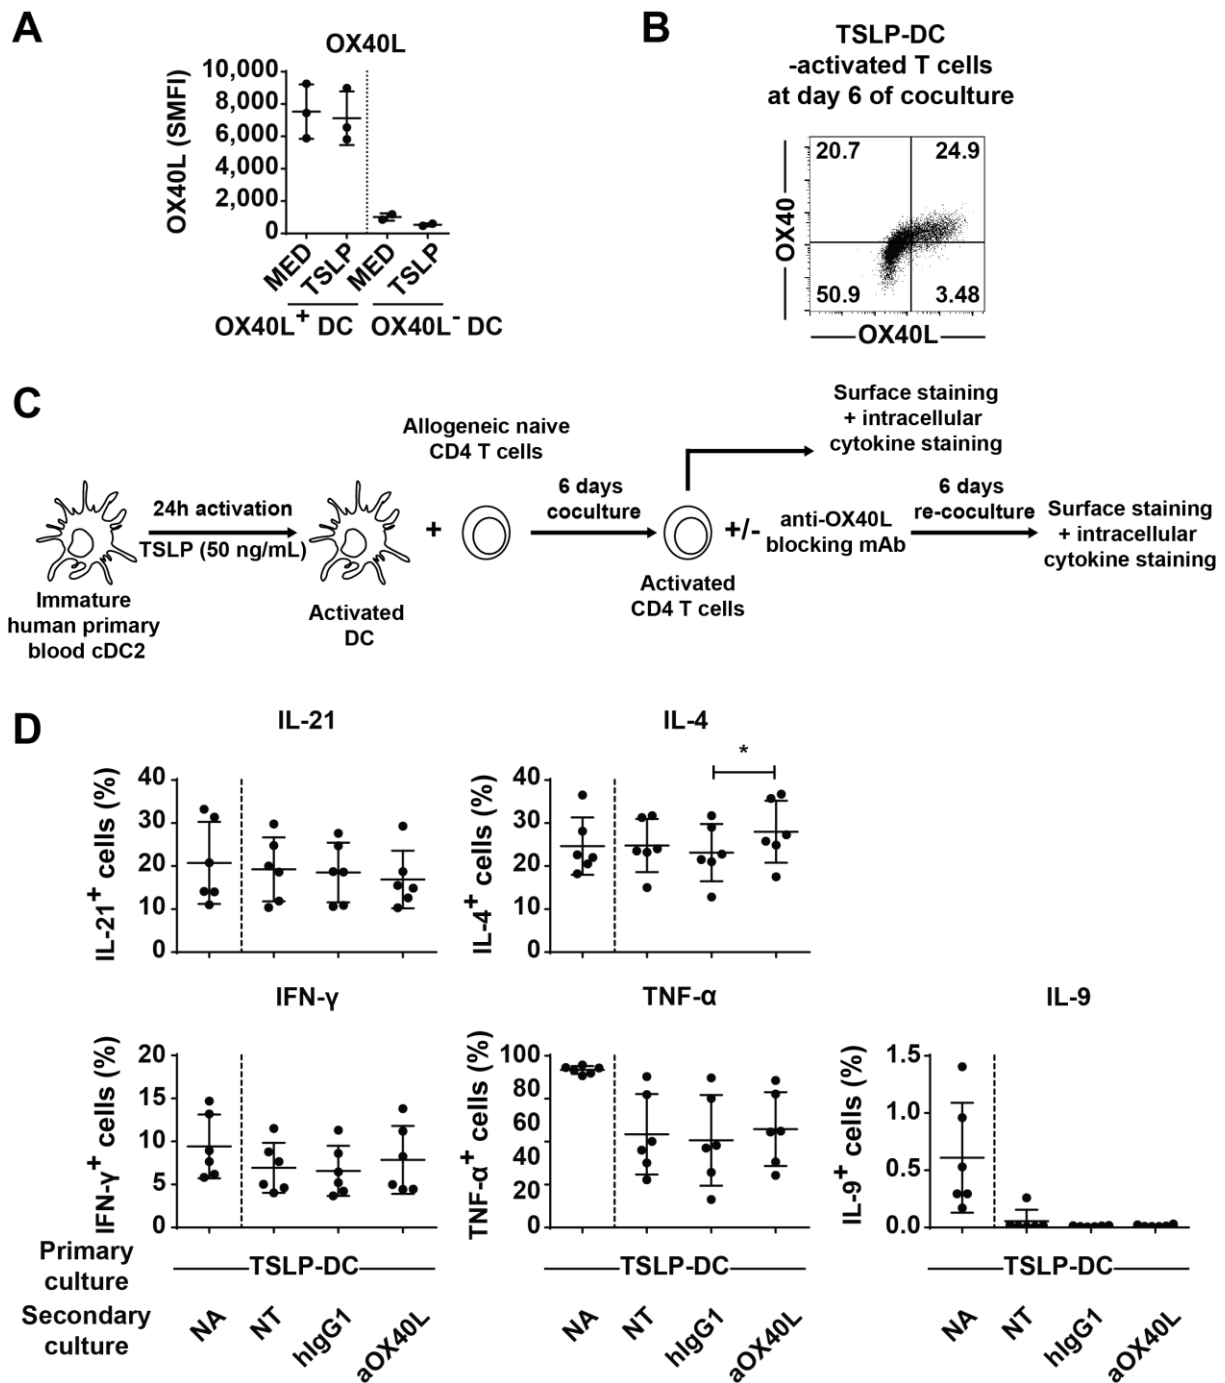 A
OX40L
OX40L (SMFI)
10,000
8,000
6,000
4,000
2,000
0
MED
TSLP
MED
TSLP
OX40L+ DC
OX40L- DC
B
TSLP-DC
-activated T cells
at day 6 of coculture
20.7
24.9
50.9
3.48
OX40
OX40L
C
Immature
human primary
blood cDC2
24h activation
TSLP (50 ng/mL)
Activated
DC
+
Allogeneic naive
CD4 T cells
6 days
coculture
Activated
CD4 T cells
Surface staining
+ intracellular
cytokine staining
+/-
anti-OX40L
blocking mAb
6 days
re-coculture
Surface staining
+ intracellular
cytokine staining
D
IL-21
IL-21+ cells (%)
40
30
20
10
0
IL-4
IL-4+ cells (%)
40
30
20
10
0
*
IFN-γ
IFN-γ+ cells (%)
20
15
10
5
0
TNF-α
TNF-α+ cells (%)
100
80
60
40
20
0
IL-9
IL-9+ cells (%)
1.5
1.0
0.5
0.0
Primary
culture
TSLP-DC
TSLP-DC
TSLP-DC
Secondary
culture
NA
NT
hIgG1
aOX40L
NA
NT
hIgG1
aOX40L
NA
NT
hIgG1
aOX40L